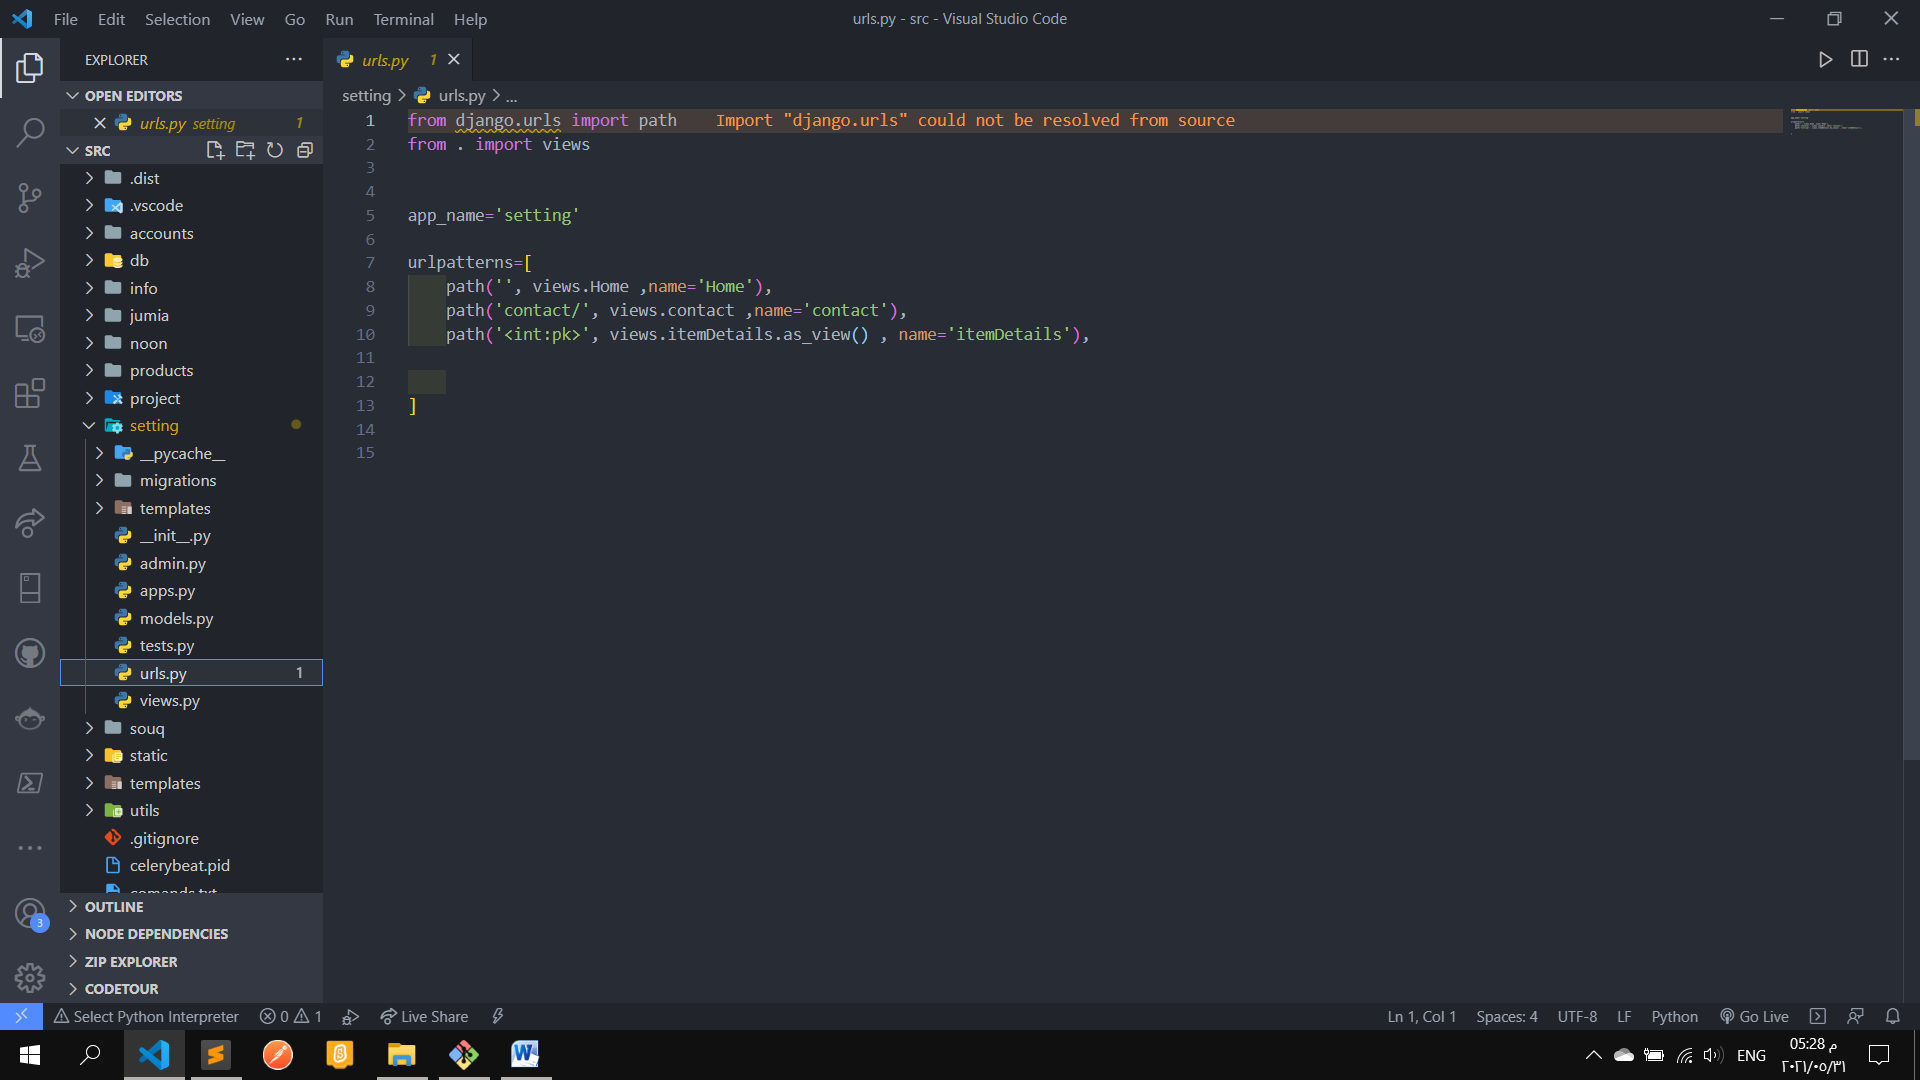 File Edit Selection View Go Run Terminal Help
urls.py - src - Visual Studio Code
EXPLORER
OPEN EDITORS
urls.py setting 1
SRC
.dist
.vscode
accounts
db
info
jumia
noon
products
project
setting
__pycache__
migrations
templates
__init__.py
admin.py
apps.py
models.py
tests.py
urls.py 1
views.py
souq
static
templates
utils
.gitignore
celerybeat.pid
comands.txt
OUTLINE
NODE DEPENDENCIES
ZIP EXPLORER
CODETOUR
3
urls.py 1
setting > urls.py > ...
1 from django.urls import path Import "django.urls" could not be resolved from source
2 from . import views
3
4
5 app_name='setting'
6
7 urlpatterns=[
8 path('', views.Home ,name='Home'),
9 path('contact/', views.contact ,name='contact'),
10 path('<int:pk>', views.itemDetails.as_view() , name='itemDetails'),
11
12
13 ]
14
15
Select Python Interpreter 0 1 Live Share
Ln 1, Col 1 Spaces: 4 UTF-8 LF Python Go Live
ENG
05:28 م
٢٠٢١/٠٥/٣١